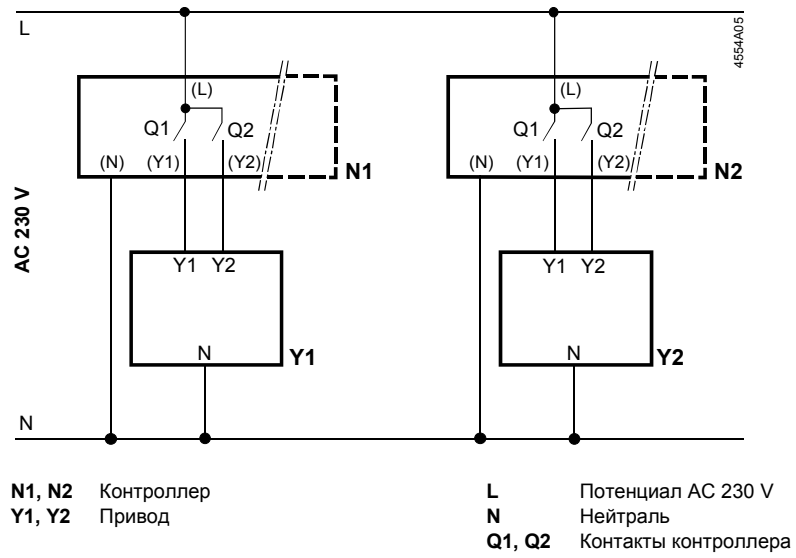 L
4554A05
(L) (L)
Q1 Q2 Q1 Q2
(N) (Y1) (Y2) N1 (N) (Y1) (Y2) N2
AC 230 V
Y1 Y2 Y1 Y2
N Y1 N Y2
N
N1, N2 Контроллер L Потенциал AC 230 V
Y1, Y2 Привод N Нейтраль
Q1, Q2 Контакты контроллера